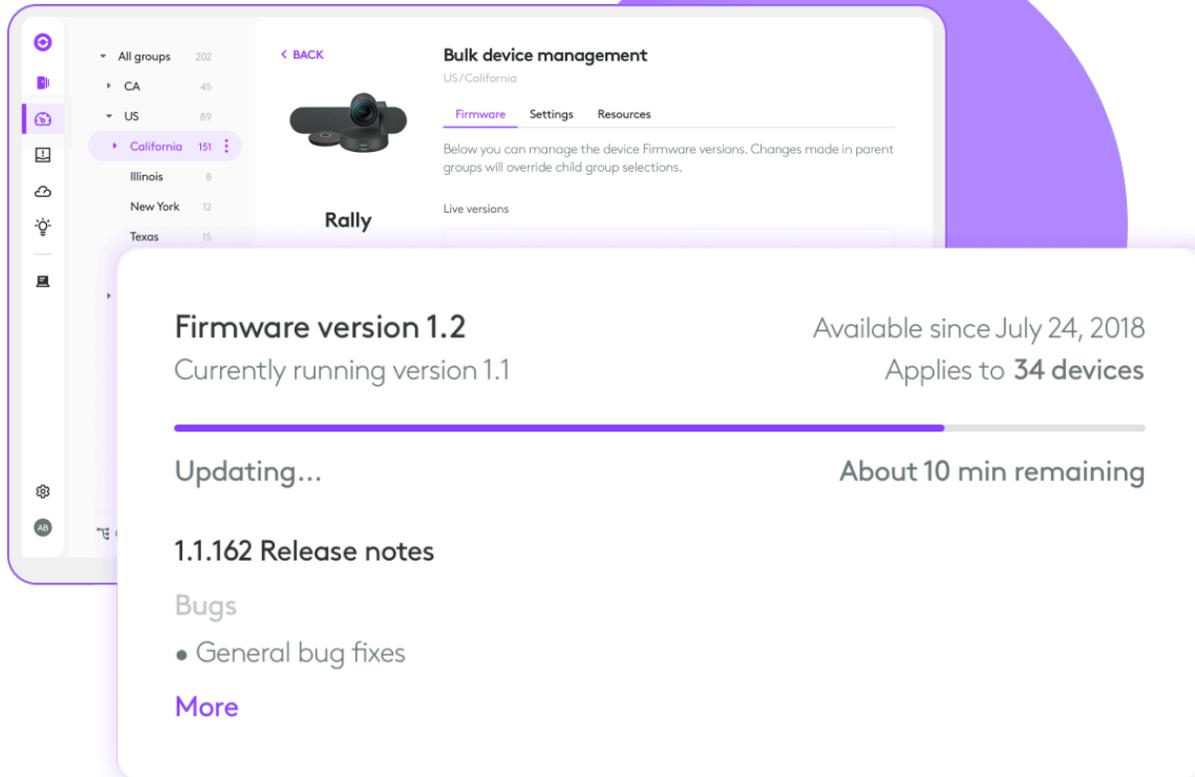 All groups 202
CA 45
US 89
California 151
Illinois 8
New York 12
Texas 15
AB
BACK
Rally
Bulk device management
US/California
Firmware Settings Resources
Below you can manage the device Firmware versions. Changes made in parent
groups will override child group selections.
Live versions
Firmware version 1.2
Available since July 24, 2018
Currently running version 1.1
Applies to 34 devices
Updating...
About 10 min remaining
1.1.162 Release notes
Bugs
• General bug fixes
More